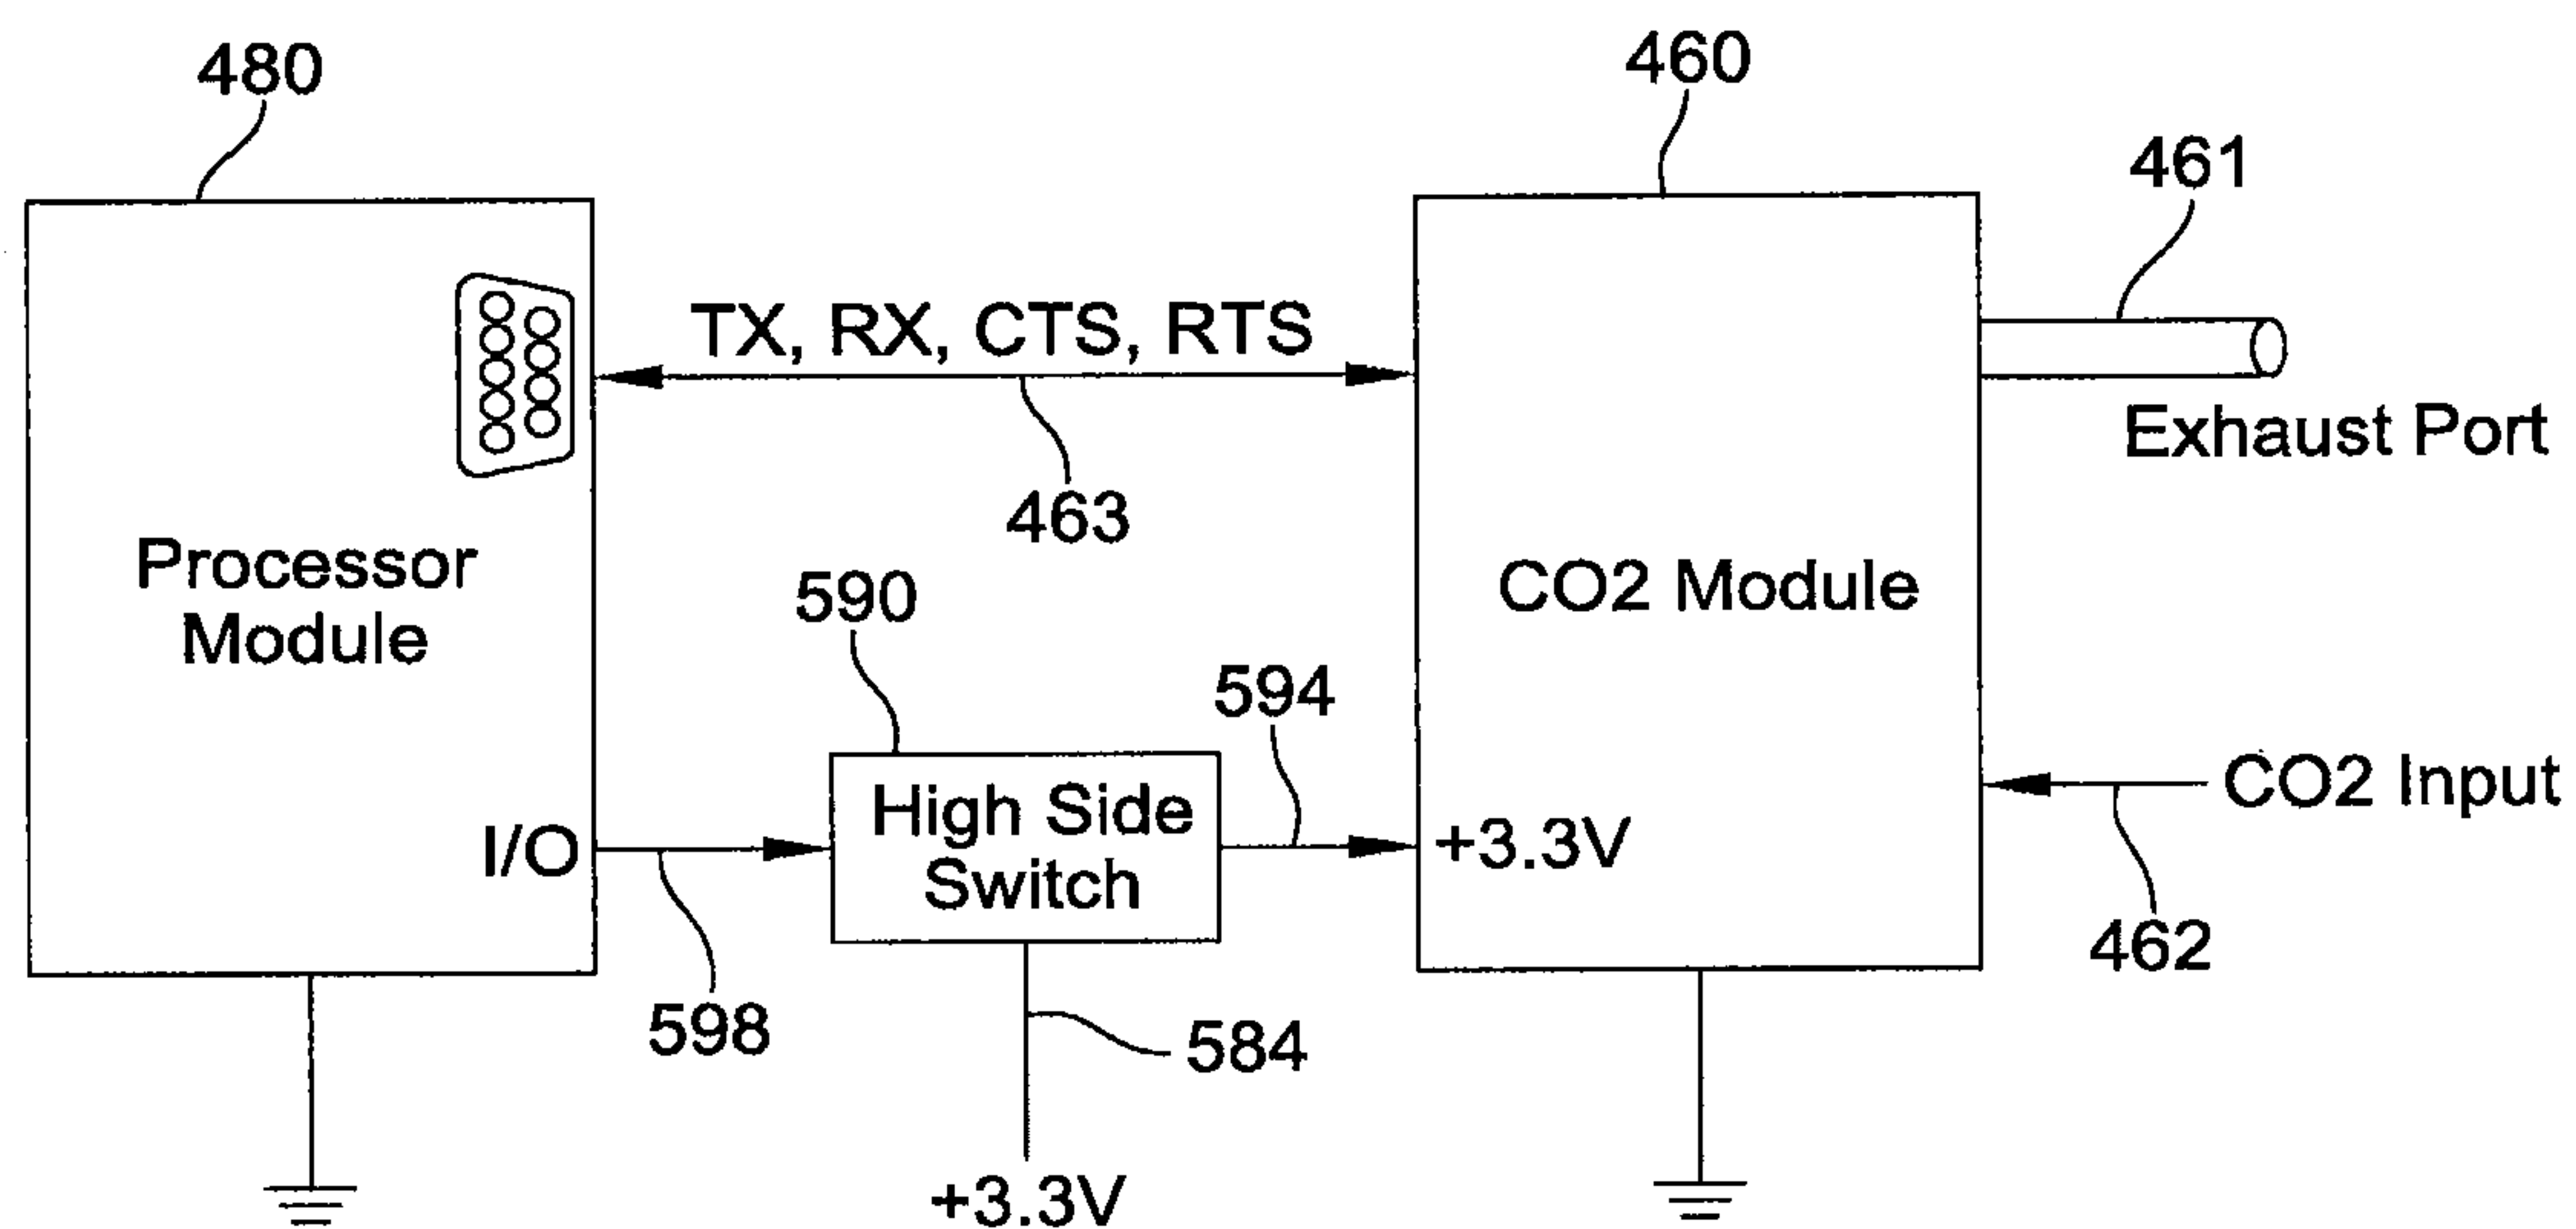 480
460
461
TX, RX, CTS, RTS
Exhaust Port
463
Processor
Module
590
CO2 Module
594
CO2 Input
High Side
Switch
I/O
+3.3V
462
598
584
+3.3V